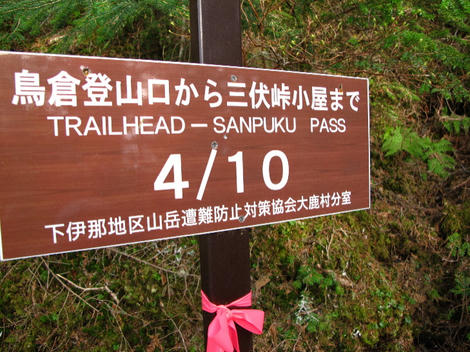 鳥倉登山口から三伏峠小屋まで
TRAILHEAD – SANPUKU PASS
4/10
下伊那地区山岳遭難防止対策協会大鹿村分室